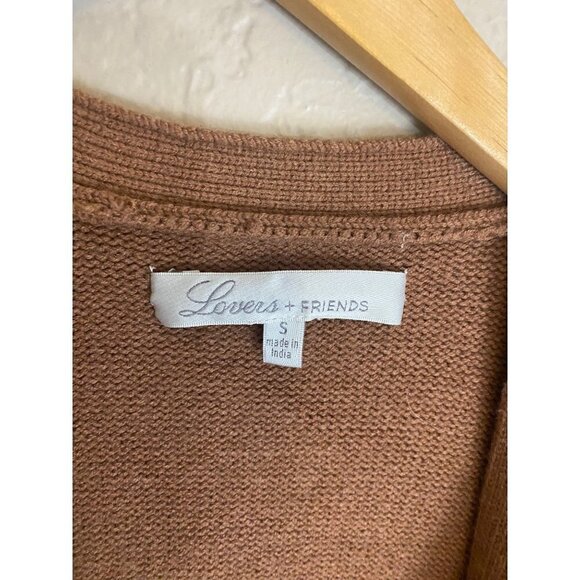 Lovers + FRIENDS
S
made in
India